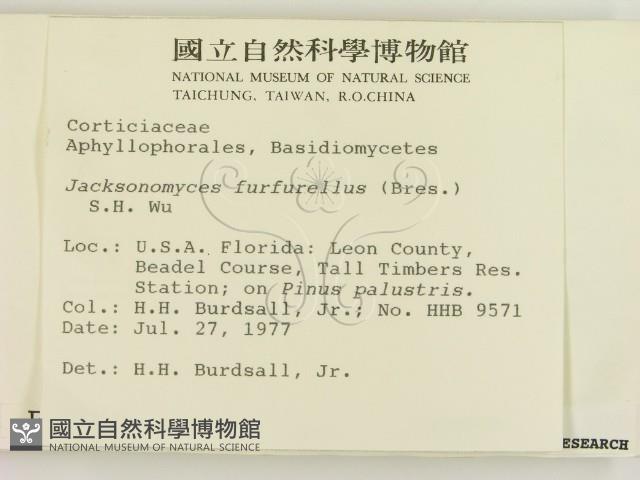 國立自然科學博物館
NATIONAL MUSEUM OF NATURAL SCIENCE
TAICHUNG, TAIWAN, R.O.CHINA
Corticiaceae
Aphyllophorales, Basidiomycetes
Jacksonomyces furfurellus (Bres.)
S.H. Wu
Loc.: U.S.A. Florida: Leon County,
Beadel Course, Tall Timbers Res.
Station; on Pinus palustris.
Col.: H.H. Burdsall, Jr.; No. HHB 9571
Date: Jul. 27, 1977
Det.: H.H. Burdsall, Jr.
ESEARCH
國立自然科學博物館
NATIONAL MUSEUM OF NATURAL SCIENCE